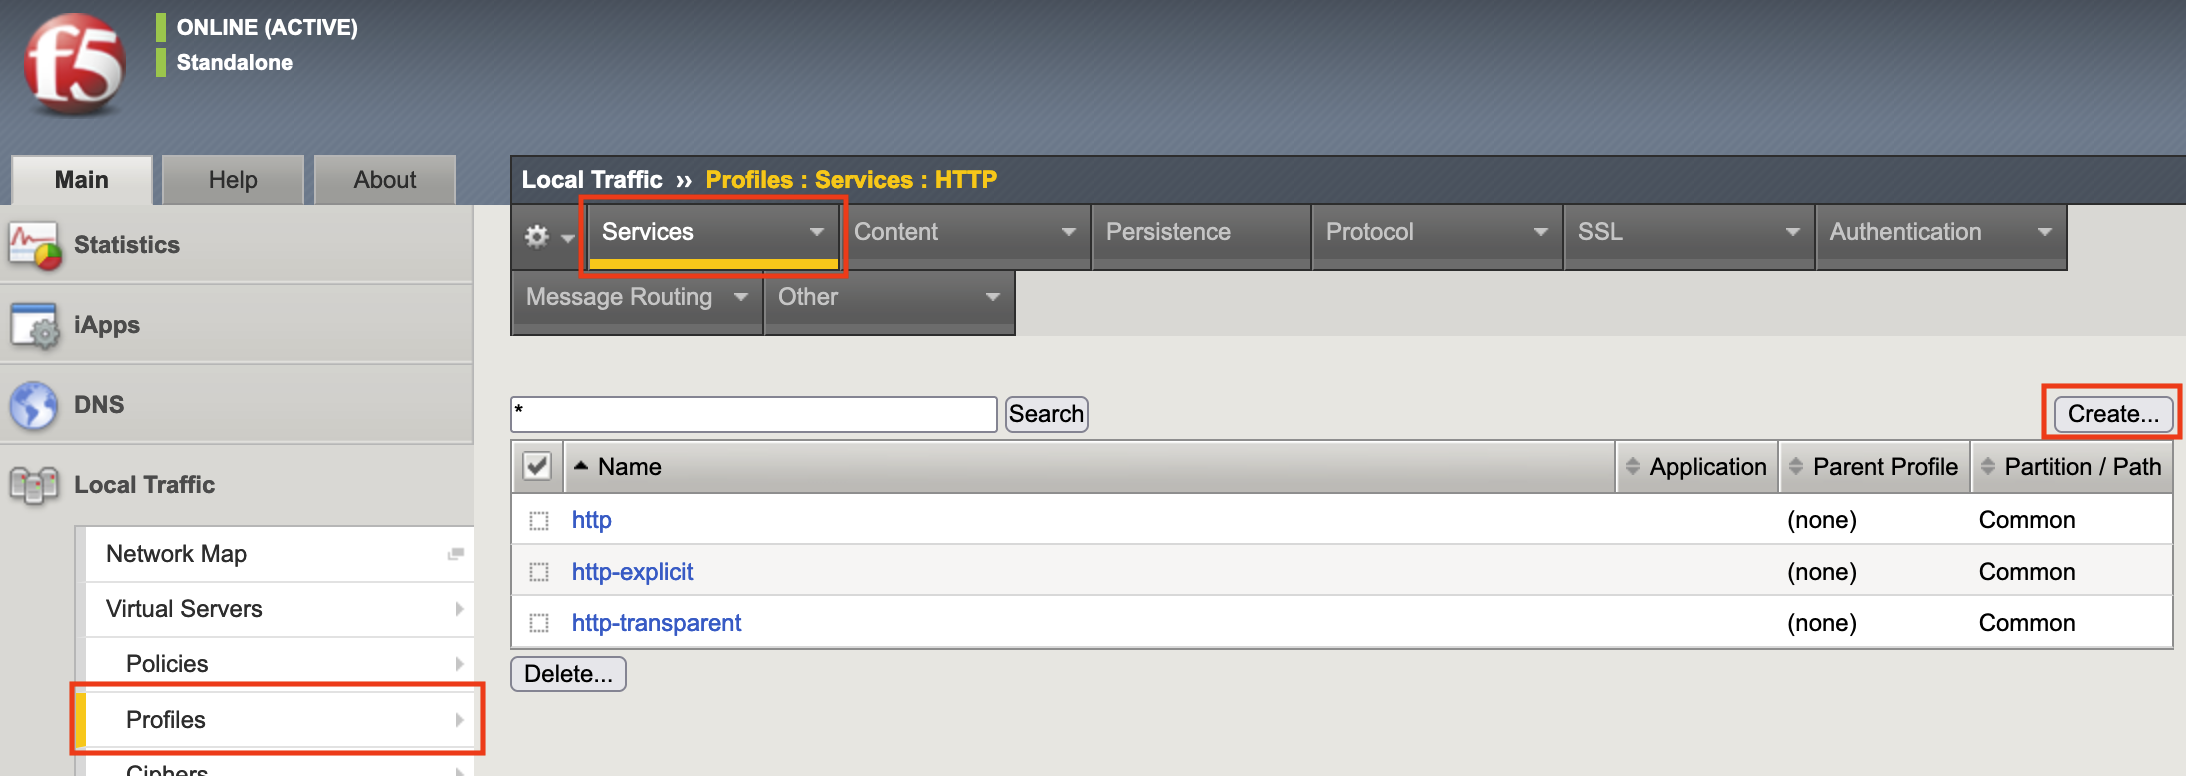 f5
ONLINE (ACTIVE)
Standalone
Main
Help
About
Statistics
iApps
DNS
Local Traffic
Network Map
Virtual Servers
Policies
Profiles
Ciphers
Local Traffic ›› Profiles : Services : HTTP
Services
Content
Persistence
Protocol
SSL
Authentication
Message Routing
Other
*
Search
Create...
Name
Application
Parent Profile
Partition / Path
http (none) Common
http-explicit (none) Common
http-transparent (none) Common
Delete...